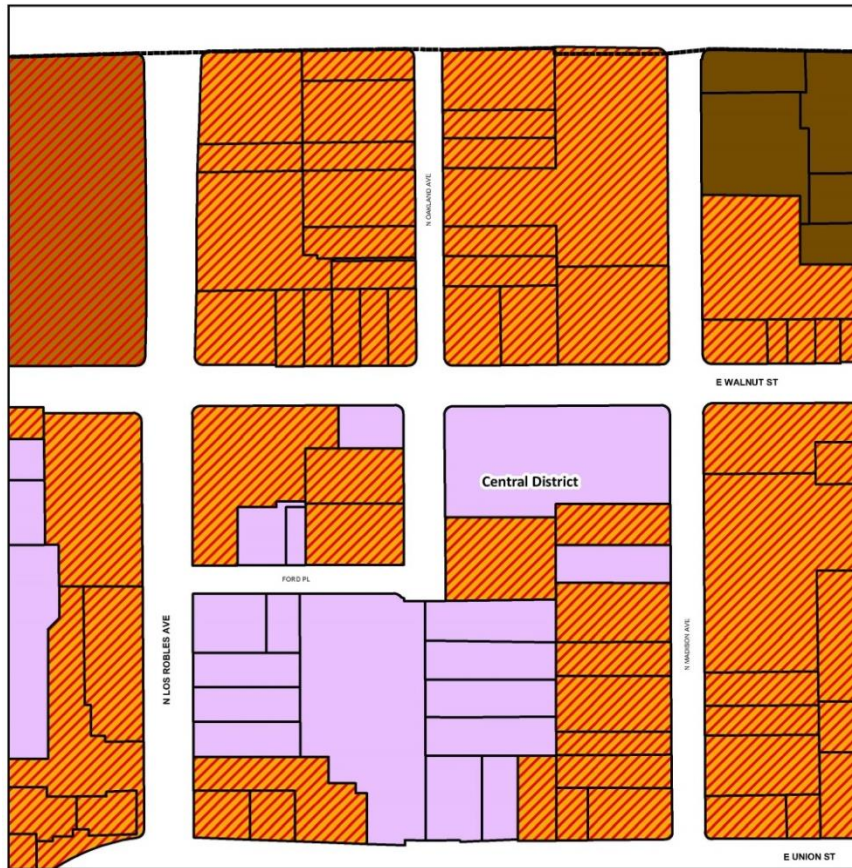 N OAKLAND AVE
E WALNUT ST
Central District
FORD PL
N LOS ROBLES AVE
N MADISON AVE
E UNION ST